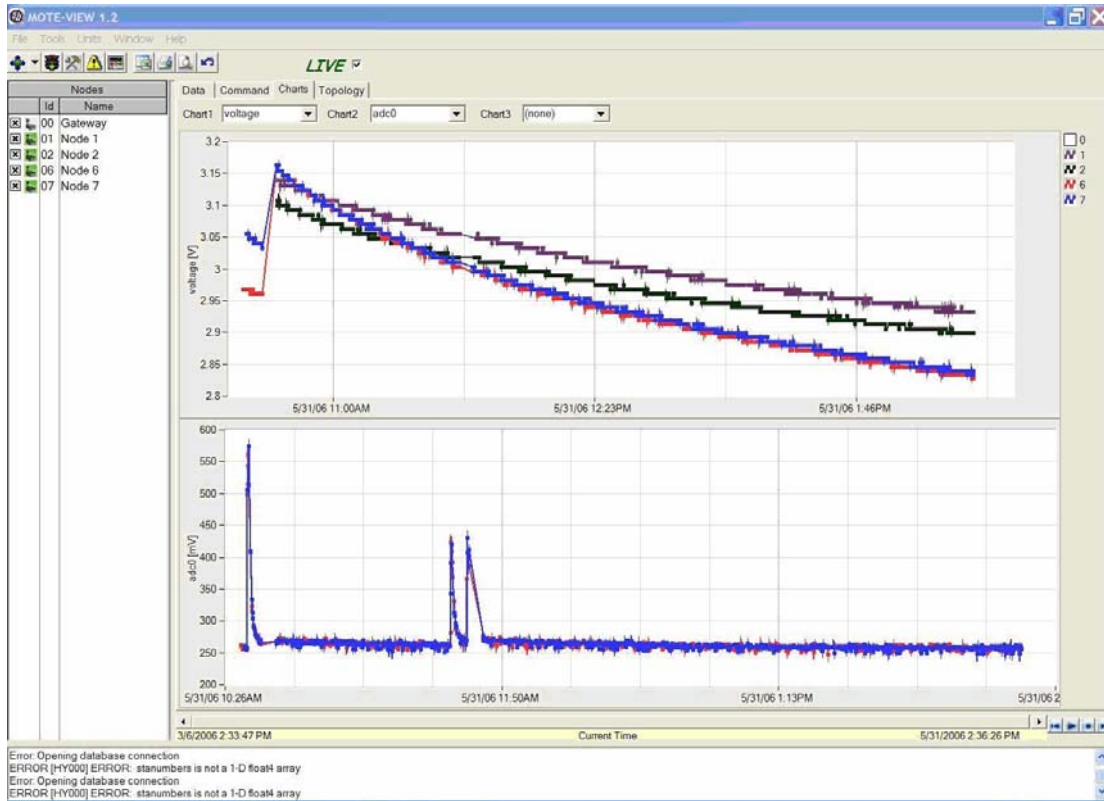 MOTE-VIEW 1.2
File Tools Units Window Help
LIVE
Nodes
Id Name
00 Gateway
01 Node 1
02 Node 2
06 Node 6
07 Node 7
Data Command Charts Topology
Chart1 voltage Chart2 adc0 Chart3 (none)
3.2
3.15
3.1
3.05
3
2.95
2.9
2.85
2.8
voltage [V]
5/31/06 11:00AM 5/31/06 12:23PM 5/31/06 1:46PM
0
1
2
6
7
600
550
500
450
400
350
300
250
200
adc0 [mV]
5/31/06 10:26AM 5/31/06 11:50AM 5/31/06 1:13PM 5/31/06 2
3/6/2006 2:33:47 PM Current Time 5/31/2006 2:36:26 PM
Error: Opening database connection
ERROR [HY000] ERROR: stanumbers is not a 1-D float4 array
Error: Opening database connection
ERROR [HY000] ERROR: stanumbers is not a 1-D float4 array